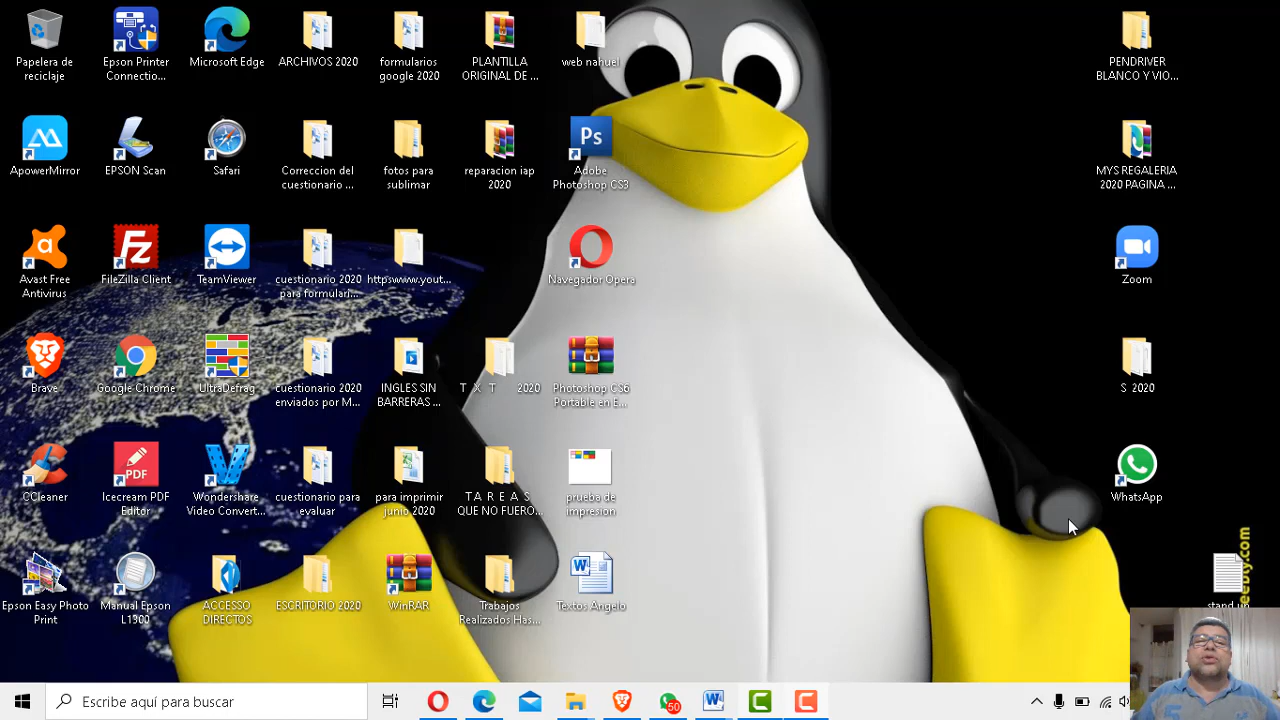 Papelera de
reciclaje
Epson Printer
Connectio...
Microsoft Edge
ARCHIVOS 2020
formularios
google 2020
PLANTILLA
ORIGINAL DE ...
web nahuel
PENDRIVER
BLANCO Y VIO...
ApowerMirror
EPSON Scan
Safari
Correccion del
cuestionario ...
fotos para
sublimar
reparacion iap
2020
Ps
Adobe
Photoshop CS3
MYS REGALERIA
2020 PAGINA ...
Avast Free
Antivirus
FileZilla Client
TeamViewer
cuestionario 2020
para formulari...
httpswww.yout...
Navegador Opera
Zoom
Brave
Google Chrome
UltraDefrag
cuestionario 2020
enviados por M...
INGLES SIN
BARRERAS ...
T X T 2020
Photoshop CS6
Portable en E...
S 2020
CCleaner
PDF
Icecream PDF
Editor
Wondershare
Video Convert...
cuestionario para
evaluar
para imprimir
junio 2020
T A R E A S
QUE NO FUERO...
prueba de
impresion
WhatsApp
Epson Easy Photo
Print
Manual Epson
L1300
ACCESSO
DIRECTOS
ESCRITORIO 2020
WinRAR
Trabajos
Realizados Has...
Textos Angelo
stand up
Escribe aquí para buscar
50